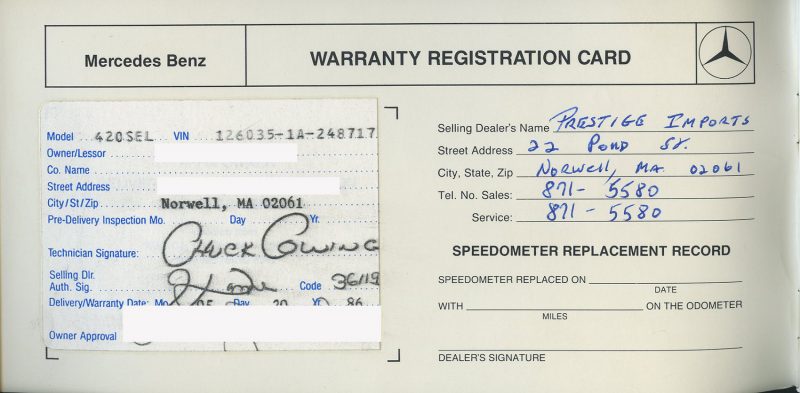 Mercedes Benz
WARRANTY REGISTRATION CARD
Model 420SEL VIN 126035-1A-248717
Owner/Lessor
Co. Name
Street Address
City/St/Zip Norwell, MA 02061
Pre-Delivery Inspection Mo. Day Yr.
Technician Signature: CHUCK COWING
Selling Dlr.
Auth. Sig. Code 36119
Delivery/Warranty Date: Mo 05 Day 20 Yr 86
Owner Approval
Selling Dealer's Name PRESTIGE IMPORTS
Street Address 22 POND ST.
City, State, Zip NORWELL, MA 02061
Tel. No. Sales: 871-5580
Service: 871-5580
SPEEDOMETER REPLACEMENT RECORD
SPEEDOMETER REPLACED ON
DATE
WITH ON THE ODOMETER
MILES
DEALER'S SIGNATURE